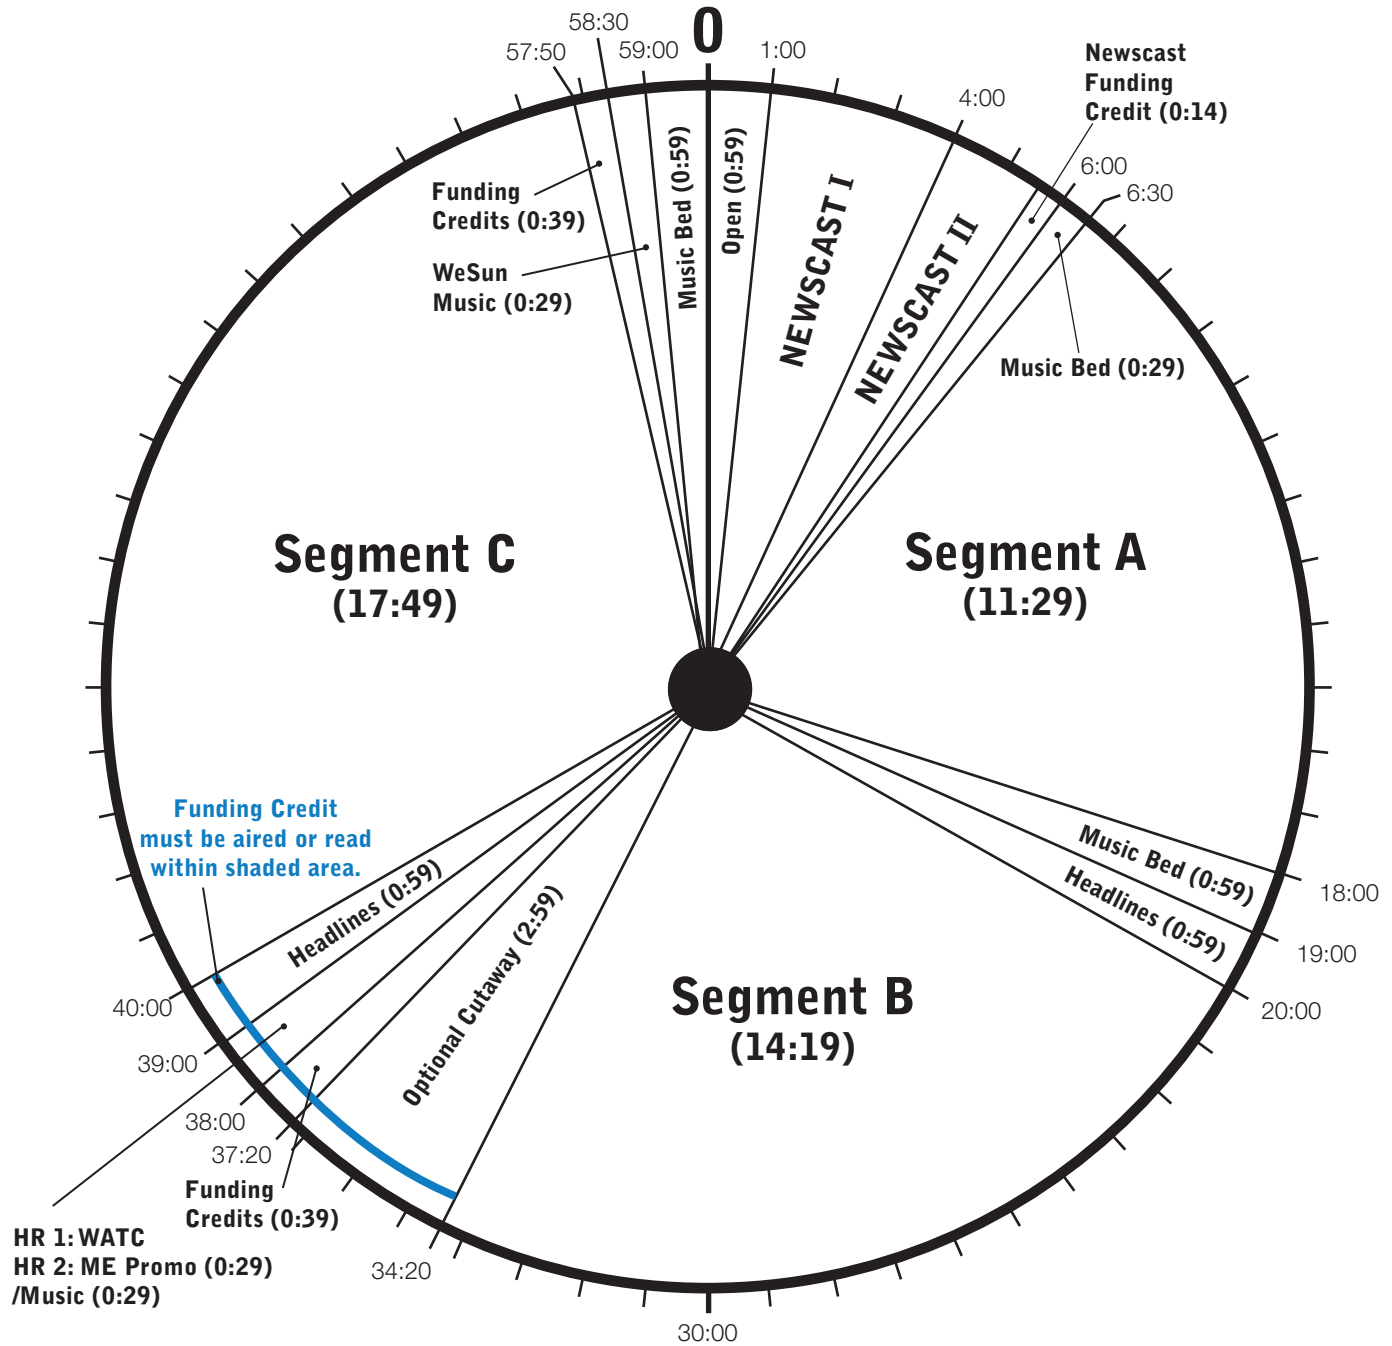 0
58:30
57:50
59:00
1:00
4:00
Newscast
Funding
Credit (0:14)
6:00
6:30
Funding
Credits (0:39)
WeSun
Music (0:29)
Music Bed (0:59)
Open (0:59)
NEWSCAST I
NEWSCAST II
Music Bed (0:29)
Segment C
(17:49)
Segment A
(11:29)
Funding Credit
must be aired or read
within shaded area.
Music Bed (0:59)
Headlines (0:59)
18:00
19:00
20:00
Headlines (0:59)
Optional Cutaway (2:59)
Segment B
(14:19)
40:00
39:00
38:00
37:20
Funding
Credits (0:39)
HR 1: WATC
HR 2: ME Promo (0:29)
/Music (0:29)
34:20
30:00